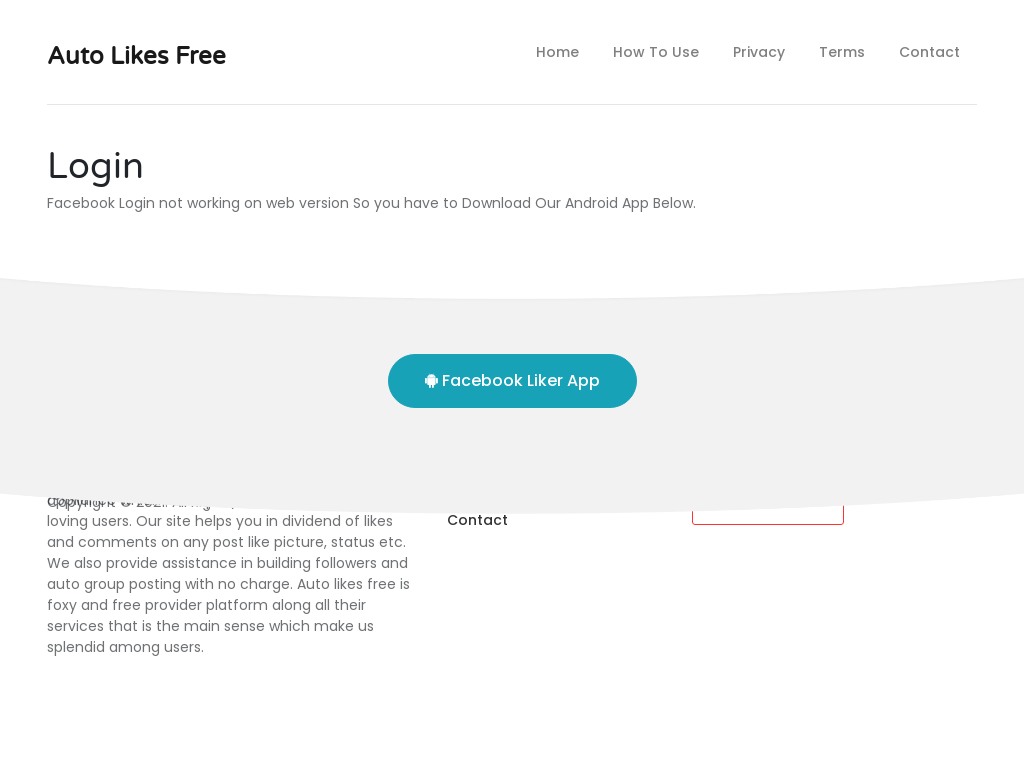 Auto Likes Free
Home
How To Use
Privacy
Terms
Contact
Login
Facebook Login not working on web version So you have to Download Our Android App Below.
Facebook Liker App
loving users. Our site helps you in dividend of likes
and comments on any post like picture, status etc.
We also provide assistance in building followers and
auto group posting with no charge. Auto likes free is
foxy and free provider platform along all their
services that is the main sense which make us
splendid among users.
Contact